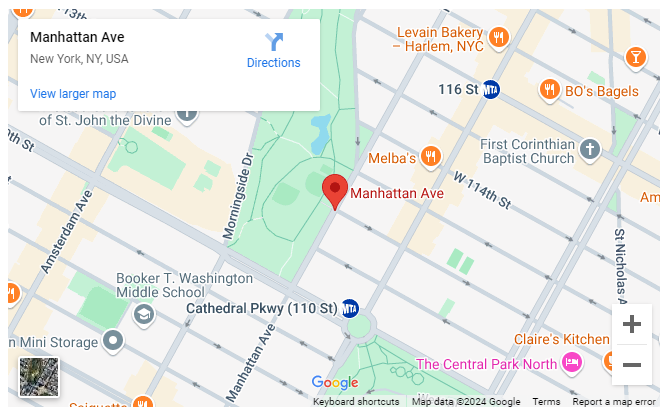 Manhattan Ave
New York, NY, USA
Directions
View larger map
113th St
Levain Bakery
– Harlem, NYC
116 St
MTA
BO's Bagels
of St. John the Divine
First Corinthian
Baptist Church
Melba's
W 114th St
Morningside Dr
Manhattan Ave
Amsterdam Ave
St Nicholas A
Booker T. Washington
Middle School
Cathedral Pkwy (110 St)
MTA
n Mini Storage
Manhattan Ave
Claire's Kitchen
The Central Park North
Google
Keyboard shortcuts
Map data ©2024 Google
Terms
Report a map error